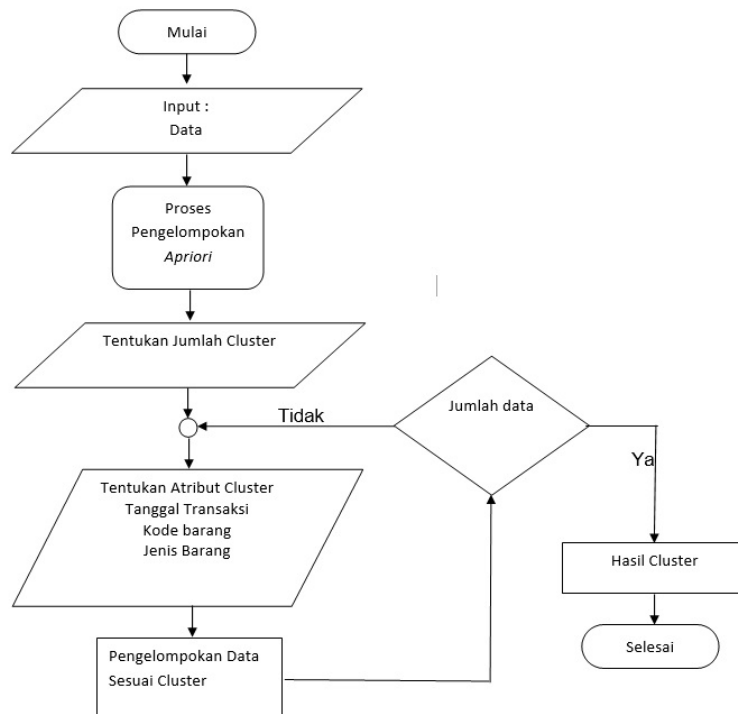 Mulai
Input :
Data
Proses
Pengelompokan
Apriori
Tentukan Jumlah Cluster
Tidak
Jumlah data
Ya
Tentukan Atribut Cluster
Tanggal Transaksi
Kode barang
Jenis Barang
Hasil Cluster
Pengelompokan Data
Sesuai Cluster
Selesai